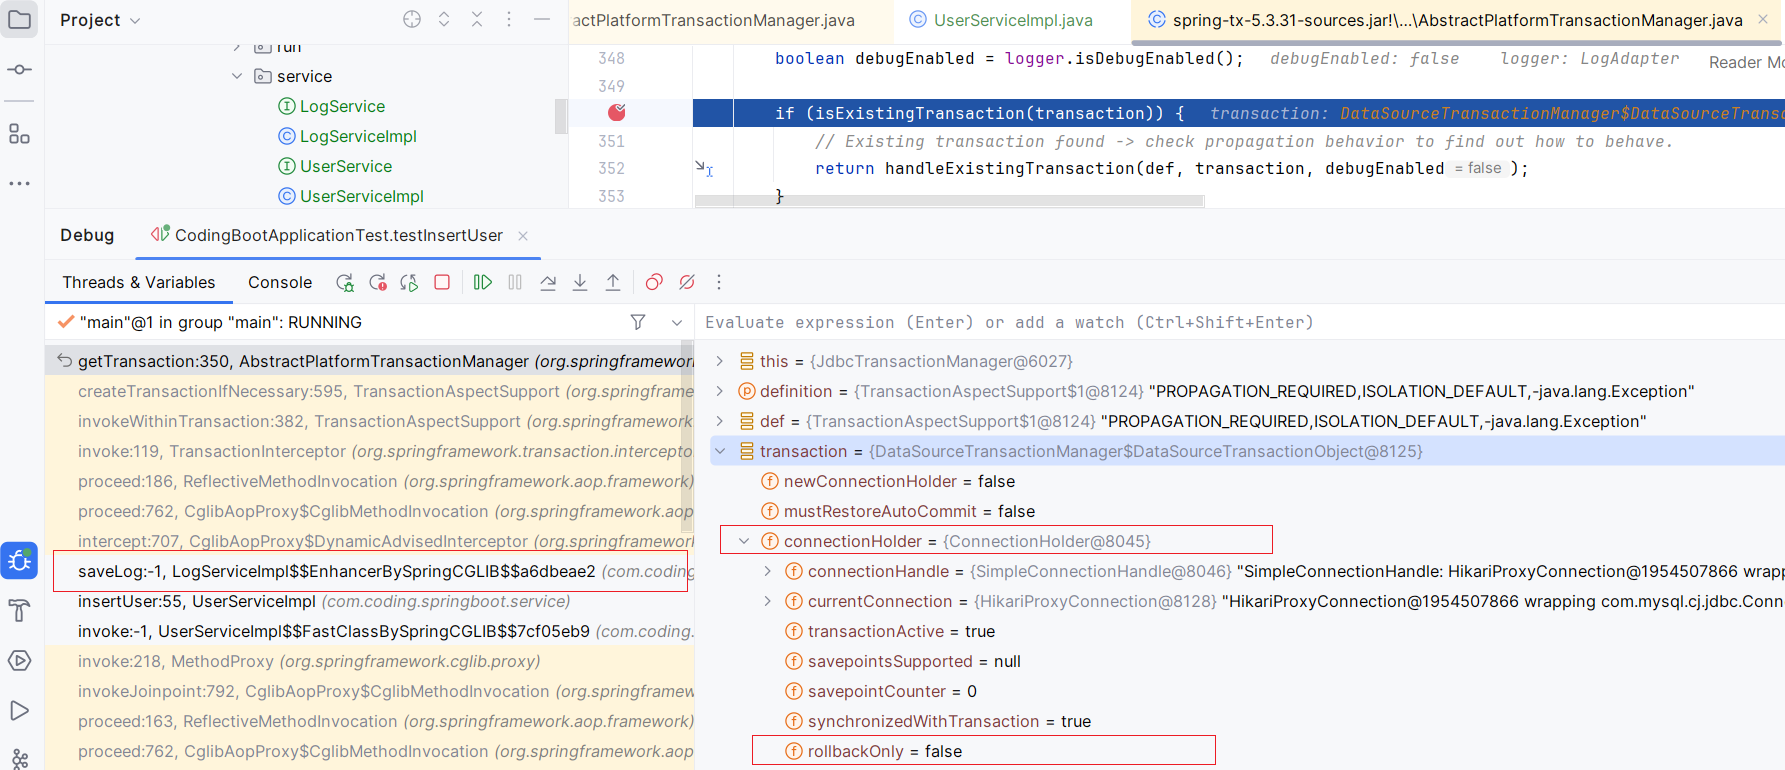 Project
actPlatformTransactionManager.java
UserServiceImpl.java
spring-tx-5.3.31-sources.jar!\...\AbstractPlatformTransactionManager.java
run
service
LogService
LogServiceImpl
UserService
UserServiceImpl
348 boolean debugEnabled = logger.isDebugEnabled(); debugEnabled: false logger: LogAdapter
Reader Mo
349
if (isExistingTransaction(transaction)) { transaction: DataSourceTransactionManager$DataSourceTransa
351 // Existing transaction found -> check propagation behavior to find out how to behave.
352 return handleExistingTransaction(def, transaction, debugEnabled = false );
353 }
Debug
CodingBootApplicationTest.testInsertUser
Threads & Variables
Console
"main"@1 in group "main": RUNNING
Evaluate expression (Enter) or add a watch (Ctrl+Shift+Enter)
getTransaction:350, AbstractPlatformTransactionManager (org.springframework
createTransactionIfNecessary:595, TransactionAspectSupport (org.springframe
invokeWithinTransaction:382, TransactionAspectSupport (org.springframework
invoke:119, TransactionInterceptor (org.springframework.transaction.intercepto
proceed:186, ReflectiveMethodInvocation (org.springframework.aop.framework)
proceed:762, CglibAopProxy$CglibMethodInvocation (org.springframework.aop
intercept:707, CglibAopProxy$DynamicAdvisedInterceptor (org.springframework
saveLog:-1, LogServiceImpl$$EnhancerBySpringCGLIB$$a6dbeae2 (com.coding
insertUser:55, UserServiceImpl (com.coding.springboot.service)
invoke:-1, UserServiceImpl$$FastClassBySpringCGLIB$$7cf05eb9 (com.coding.
invoke:218, MethodProxy (org.springframework.cglib.proxy)
invokeJoinpoint:792, CglibAopProxy$CglibMethodInvocation (org.springframew
proceed:163, ReflectiveMethodInvocation (org.springframework.aop.framework)
proceed:762, CglibAopProxy$CglibMethodInvocation (org.springframework.aop
this = {JdbcTransactionManager@6027}
definition = {TransactionAspectSupport$1@8124} "PROPAGATION_REQUIRED,ISOLATION_DEFAULT,-java.lang.Exception"
def = {TransactionAspectSupport$1@8124} "PROPAGATION_REQUIRED,ISOLATION_DEFAULT,-java.lang.Exception"
transaction = {DataSourceTransactionManager$DataSourceTransactionObject@8125}
newConnectionHolder = false
mustRestoreAutoCommit = false
connectionHolder = {ConnectionHolder@8045}
connectionHandle = {SimpleConnectionHandle@8046} "SimpleConnectionHandle: HikariProxyConnection@1954507866 wrapp
currentConnection = {HikariProxyConnection@8128} "HikariProxyConnection@1954507866 wrapping com.mysql.cj.jdbc.Conn
transactionActive = true
savepointsSupported = null
savepointCounter = 0
synchronizedWithTransaction = true
rollbackOnly = false